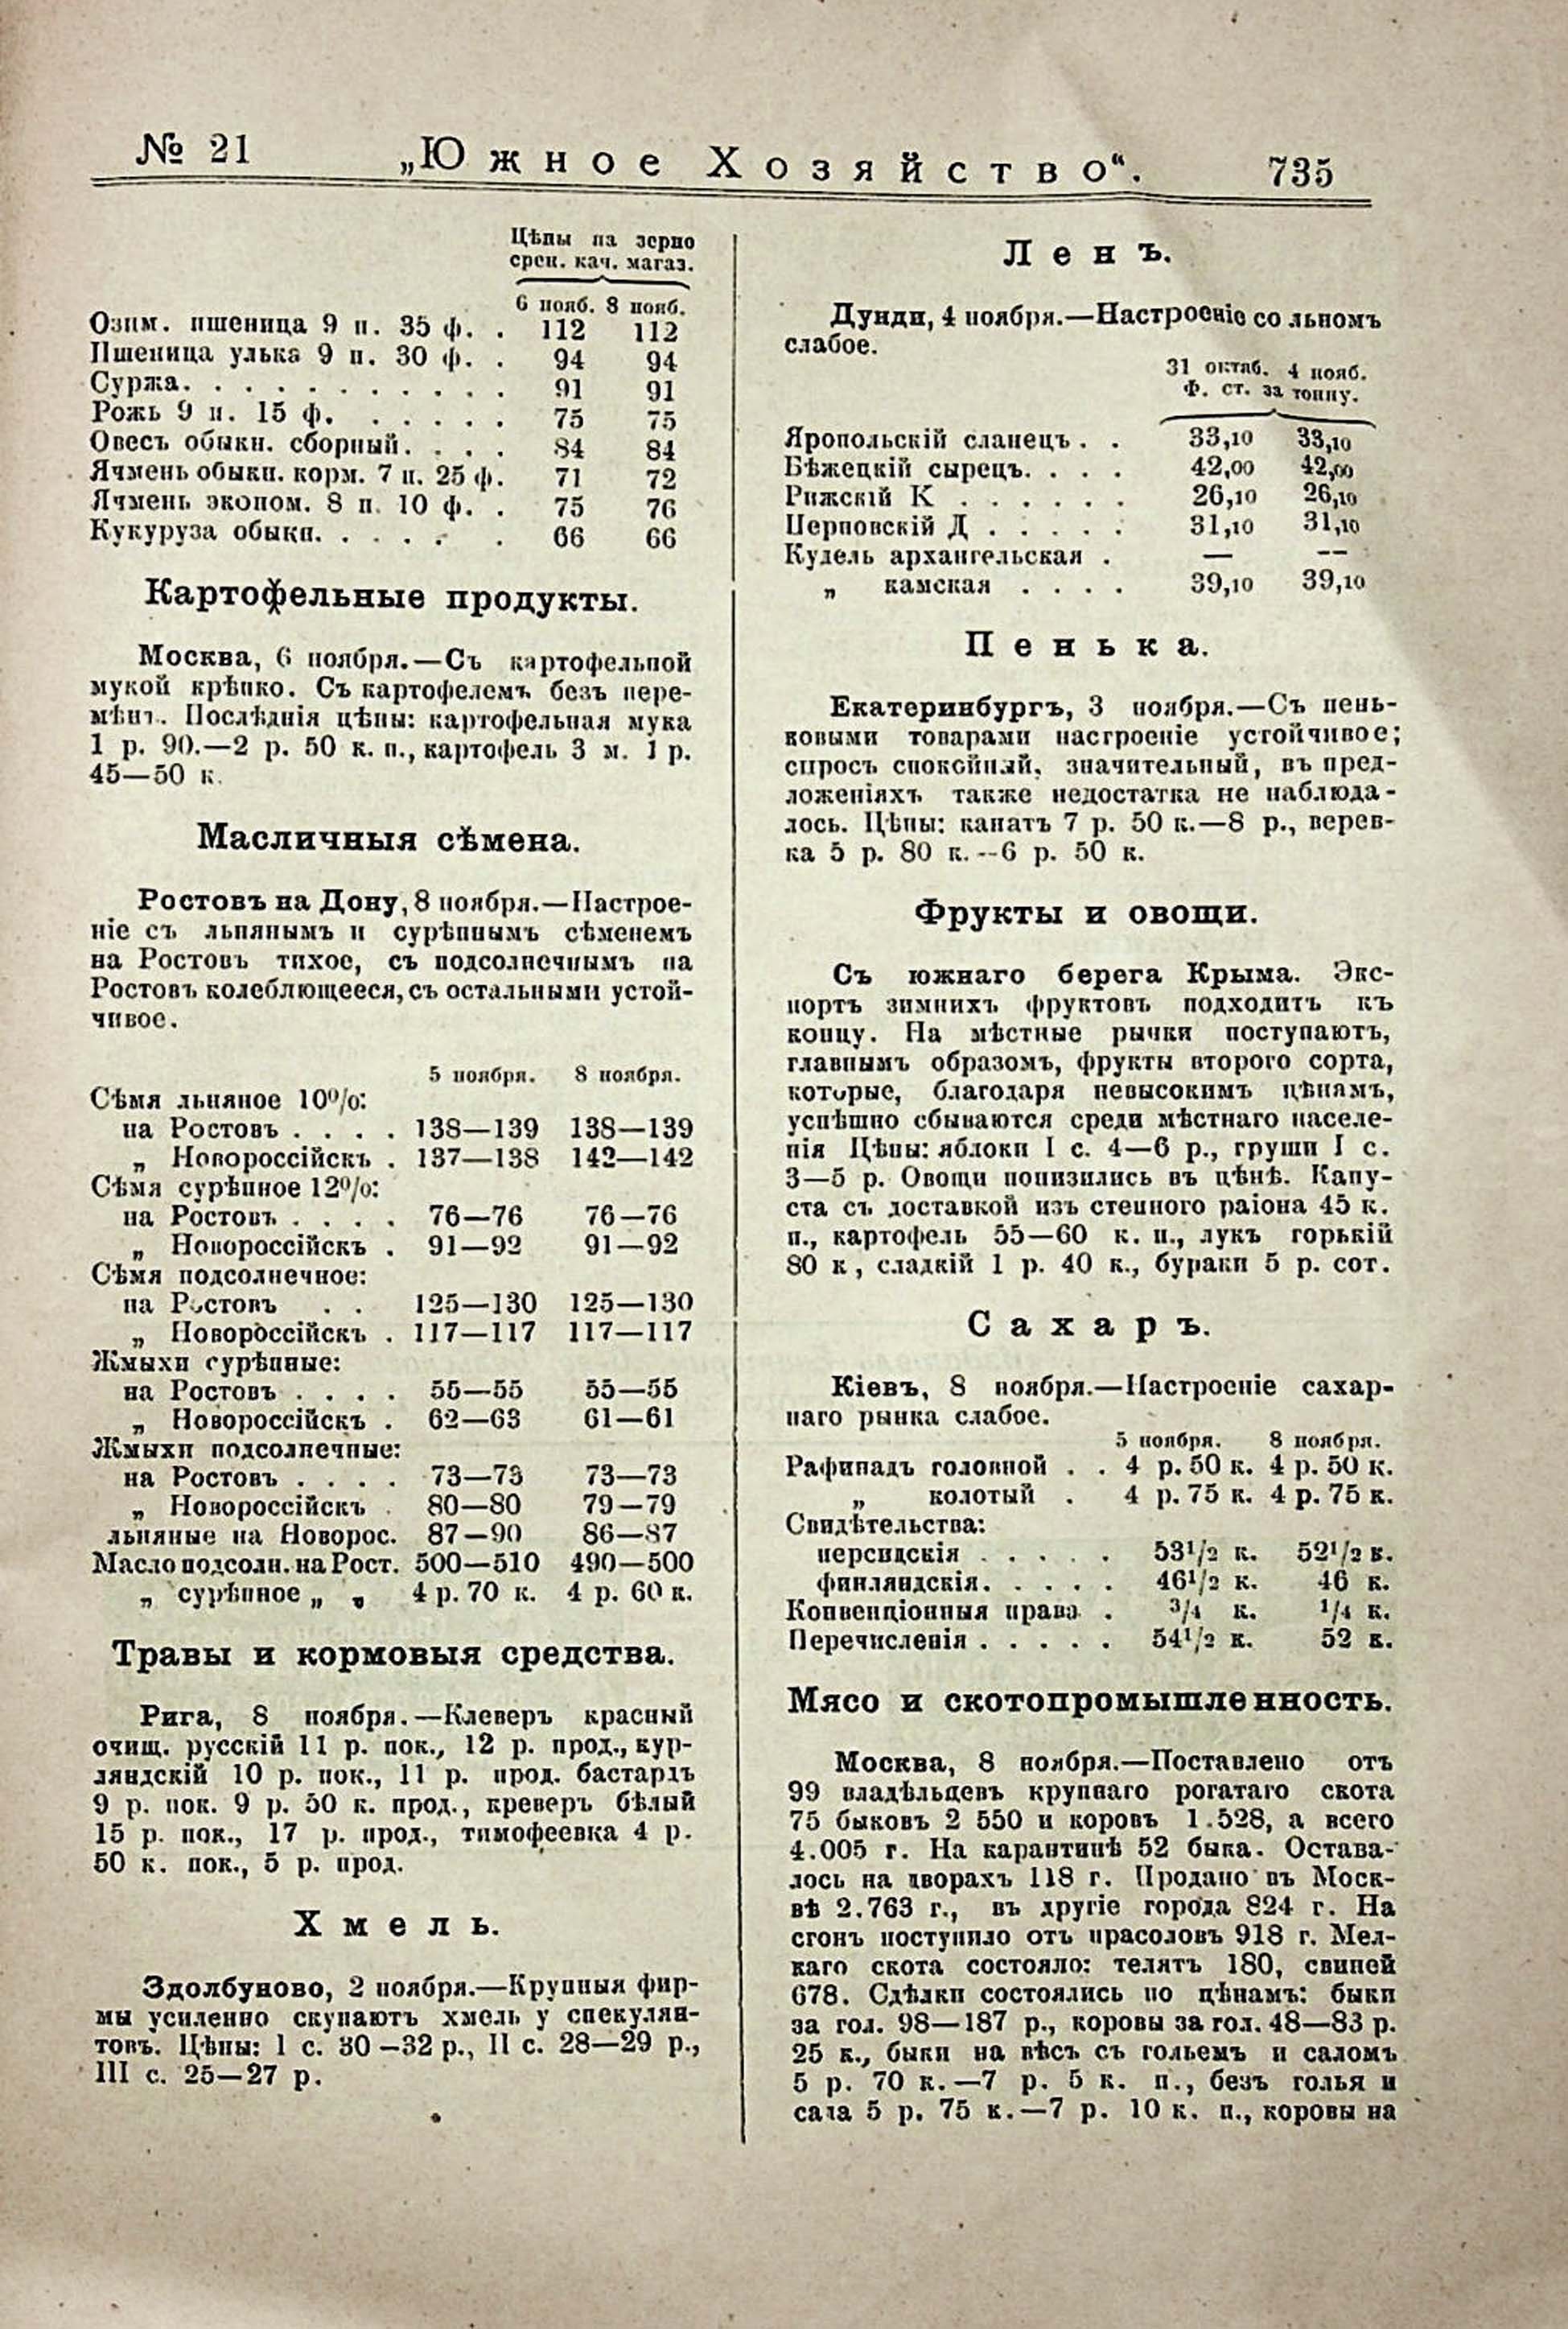 № 21 „Южное Хозяйство“. 735
Цѣны на зерно
срен. кач. магаз.
6 нояб. 8 нояб.
Озим. пшеница 9 п. 35 ф. . 112 112
Пшеница улька 9 п. 30 ф. . 94 94
Суржа. . . . . . . . . . . 91 91
Рожь 9 п. 15 ф. . . . . . 75 75
Овесъ обыкн. сборный. . . . 84 84
Ячмень обыкн. корм. 7 п. 25 ф. 71 72
Ячмень эконом. 8 п. 10 ф. . 75 76
Кукуруза обыкн. . . . . . 66 66
Картофельные продукты.
Москва, 6 ноября.—Съ картофельной
мукой крѣпко. Съ картофелемъ безъ пере-
мѣнъ. Послѣднія цѣны: картофельная мука
1 р. 90.—2 р. 50 к. п., картофель 3 м. 1 р.
45—50 к.
Масличныя сѣмена.
Ростовъ на Дону, 8 ноября.—Настрое-
ніе съ льнянымъ и сурѣпнымъ сѣменемъ
на Ростовъ тихое, съ подсолнечнымъ на
Ростовъ колеблющееся, съ остальными устой-
чивое.
5 ноября. 8 ноября.
Сѣмя льняное 10%:
на Ростовъ . . . . 138—139 138—139
„ Новороссійскъ . 137—138 142—142
Сѣмя сурѣпное 12%:
на Ростовъ . . . . 76—76 76—76
„ Новороссійскъ . 91—92 91—92
Сѣмя подсолнечное:
на Ростовъ . . 125—130 125—130
„ Новороссійскъ . 117—117 117—117
Жмыхи сурѣпные:
на Ростовъ . . . . 55—55 55—55
„ Новороссійскъ . 62—63 61—61
Жмыхи подсолнечные:
на Ростовъ . . . . 73—73 73—73
„ Новороссійскъ . 80—80 79—79
льняные на Новорос. 87—90 86—87
Масло подсолн. на Рост. 500—510 490—500
„ сурѣпное „ „ 4 р. 70 к. 4 р. 60 к.
Травы и кормовыя средства.
Рига, 8 ноября.—Клеверъ красный
очищ. русскій 11 р. пок., 12 р. прод., кур-
ляндскій 10 р. пок., 11 р. прод. бастардъ
9 р. пок. 9 р. 50 к. прод., креверъ бѣлый
15 р. пок., 17 р. прод., тимофеевка 4 р.
50 к. пок., 5 р. прод.
Хмель.
Здолбуново, 2 ноября.—Крупныя фир-
мы усиленно скупаютъ хмель у спекулян-
товъ. Цѣны: I с. 30—32 р., II с. 28—29 р.,
III с. 25—27 р.
Ленъ.
Дунди, 4 ноября.—Настроеніе со льномъ
слабое.
31 октяб. 4 нояб.
Ф. ст. за тонну.
Яропольскій сланецъ . . 33,10 33,10
Бѣжецкій сырецъ. . . . 42,00 42,00
Рижскій К . . . . . . 26,10 26,10
Перновскій Д . . . . . 31,10 31,10
Кудель архангельская . — —
„ камская . . . . 39,10 39,10
Пенька.
Екатеринбургъ, 3 ноября.—Съ пень-
ковыми товарами насгроеніе устойчивое;
спросъ спокойный, значительный, въ пред-
ложеніяхъ также недостатка не наблюда-
лось. Цѣны: канатъ 7 р. 50 к.—8 р., верев-
ка 5 р. 80 к.--6 р. 50 к.
Фрукты и овощи.
Съ южнаго берега Крыма. Экс-
портъ зимнихъ фруктовъ подходитъ къ
концу. На мѣстные рынки поступаютъ,
главнымъ образомъ, фрукты второго сорта,
которые, благодаря невысокимъ цѣнамъ,
успѣшно сбываются среди мѣстнаго населе-
нія Цѣны: яблоки I с. 4—6 р., груши I с.
3—5 р. Овощи понизились въ цѣнѣ. Капу-
ста съ доставкой изъ степного раіона 45 к.
п., картофель 55—60 к. п., лукъ горькій
80 к, сладкій 1 р. 40 к., бураки 5 р. сот.
Сахаръ.
Кіевъ, 8 ноября.—Настроеніе сахар-
наго рынка слабое.
5 ноября. 8 ноября.
Рафинадъ головной . . 4 р. 50 к. 4 р. 50 к.
„ колотый . 4 р. 75 к. 4 р. 75 к.
Свидѣтельства:
персидскія . . . . . 53½ к. 52½ к.
финляндскія. . . . . 46½ к. 46 к.
Конвенціонныя права . ¾ к. ¼ к.
Перечисленія . . . . . 54½ к. 52 к.
Мясо и скотопромышленность.
Москва, 8 ноября.—Поставлено отъ
99 владѣльцевъ крупнаго рогатаго скота
75 быковъ 2 550 и коровъ 1.528, а всего
4.005 г. На карантинѣ 52 быка. Остава-
лось на дворахъ 118 г. Продано въ Моск-
вѣ 2.763 г., въ другіе города 824 г. На
сгонъ поступило отъ прасоловъ 918 г. Мел-
каго скота состояло: телятъ 180, свиней
678. Сдѣлки состоялись по цѣнамъ: быки
за гол. 98—187 р., коровы за гол. 48—83 р.
25 к., быки на вѣсъ съ гольемъ и саломъ
5 р. 70 к.—7 р. 5 к. п., безъ голья и
сала 5 р. 75 к.—7 р. 10 к. п., коровы на